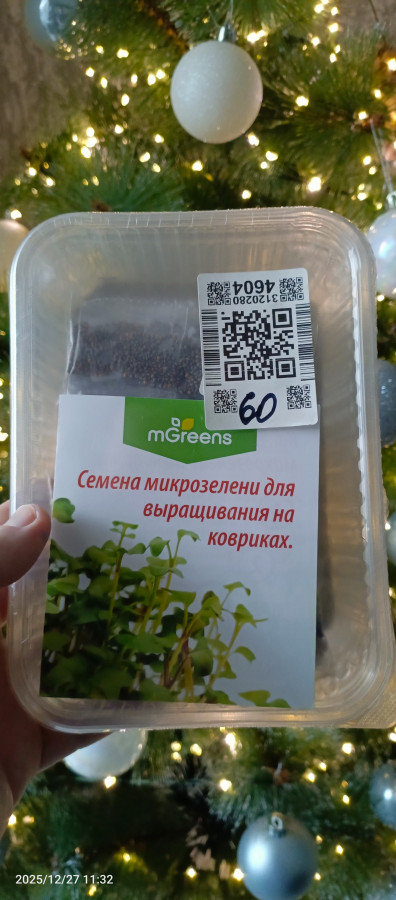 4604
3120280
60
mGreens
Семена микрозелени для
выращивания на
ковриках.
2025/12/27 11:32